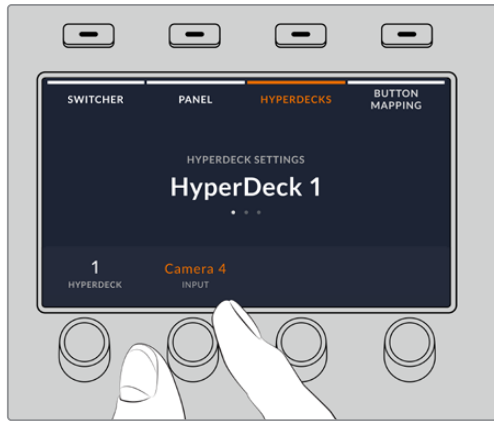 SWITCHER
PANEL
HYPERDECKS
BUTTON
MAPPING
HYPERDECK SETTINGS
HyperDeck 1
1
HYPERDECK
Camera 4
INPUT